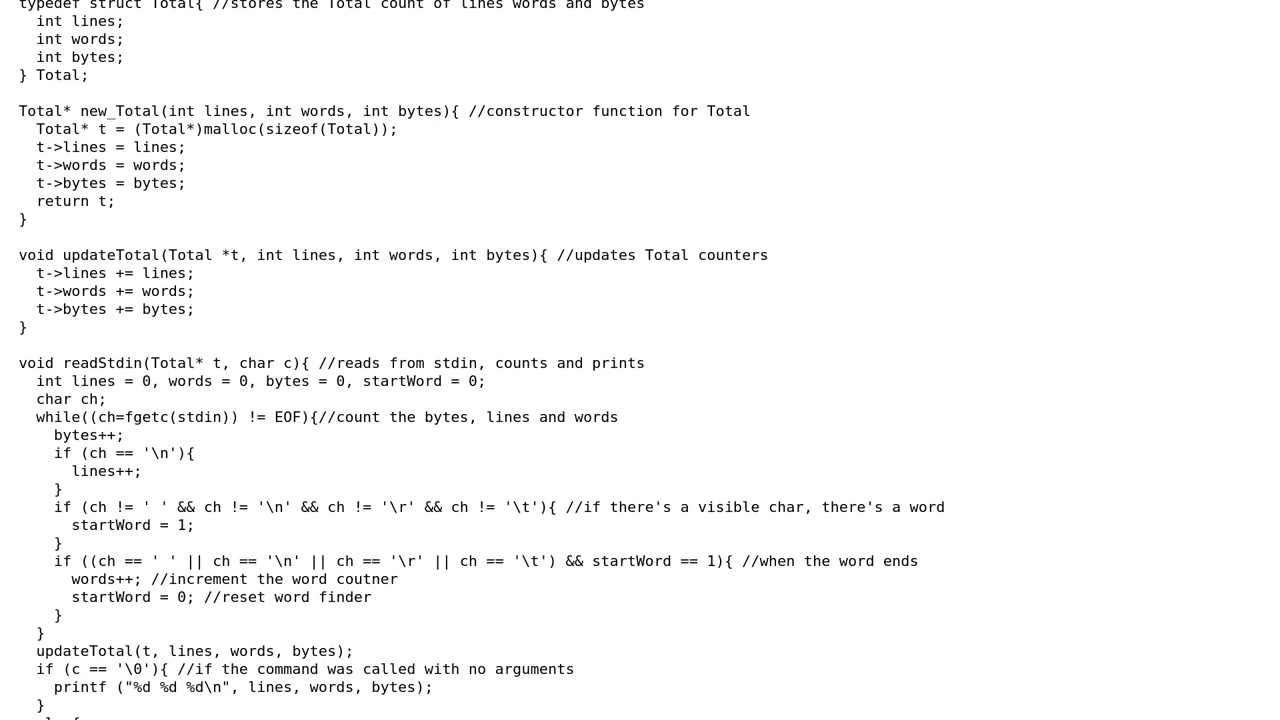 typedef struct Total{ //stores the Total count of lines words and bytes
  int lines;
  int words;
  int bytes;
} Total;

Total* new_Total(int lines, int words, int bytes){ //constructor function for Total
  Total* t = (Total*)malloc(sizeof(Total));
  t->lines = lines;
  t->words = words;
  t->bytes = bytes;
  return t;
}

void updateTotal(Total *t, int lines, int words, int bytes){ //updates Total counters
  t->lines += lines;
  t->words += words;
  t->bytes += bytes;
}

void readStdin(Total* t, char c){ //reads from stdin, counts and prints
  int lines = 0, words = 0, bytes = 0, startWord = 0;
  char ch;
  while((ch=fgetc(stdin)) != EOF){//count the bytes, lines and words
    bytes++;
    if (ch == '\n'){
      lines++;
    }
    if (ch != ' ' && ch != '\n' && ch != '\r' && ch != '\t'){ //if there's a visible char, there's a word
      startWord = 1;
    }
    if ((ch == ' ' || ch == '\n' || ch == '\r' || ch == '\t') && startWord == 1){ //when the word ends
      words++; //increment the word coutner
      startWord = 0; //reset word finder
    }
  }
  updateTotal(t, lines, words, bytes);
  if (c == '\0'){ //if the command was called with no arguments
    printf ("%d %d %d\n", lines, words, bytes);
  }